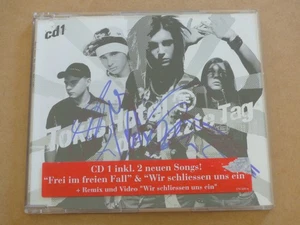 cd1
Tokio Hotel
Der letzte Tag
CD 1 inkl. 2 neuen Songs!
"Frei im freien Fall" & "Wir schliessen uns ein"
+ Remix und Video "Wir schliessen uns ein"